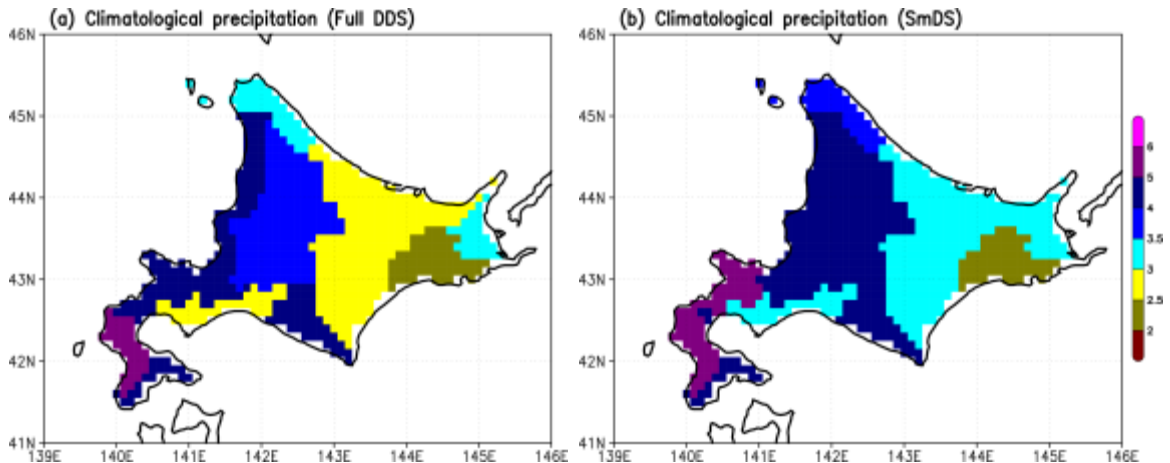 (a) Climatological precipitation (Full DDS)
46N
45N
44N
43N
42N
41N
139E 140E 141E 142E 143E 144E 145E 146E
(b) Climatological precipitation (SmDS)
46N
45N
44N
43N
42N
41N
139E 140E 141E 142E 143E 144E 145E 146E
6
5
4
3.5
3
2.5
2